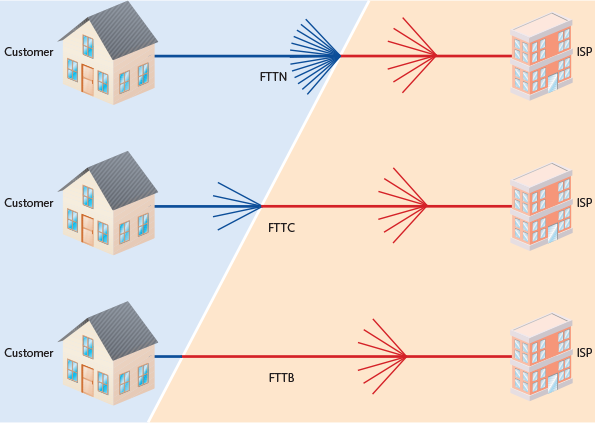 Customer
FTTN
ISP
Customer
FTTC
ISP
Customer
FTTB
ISP